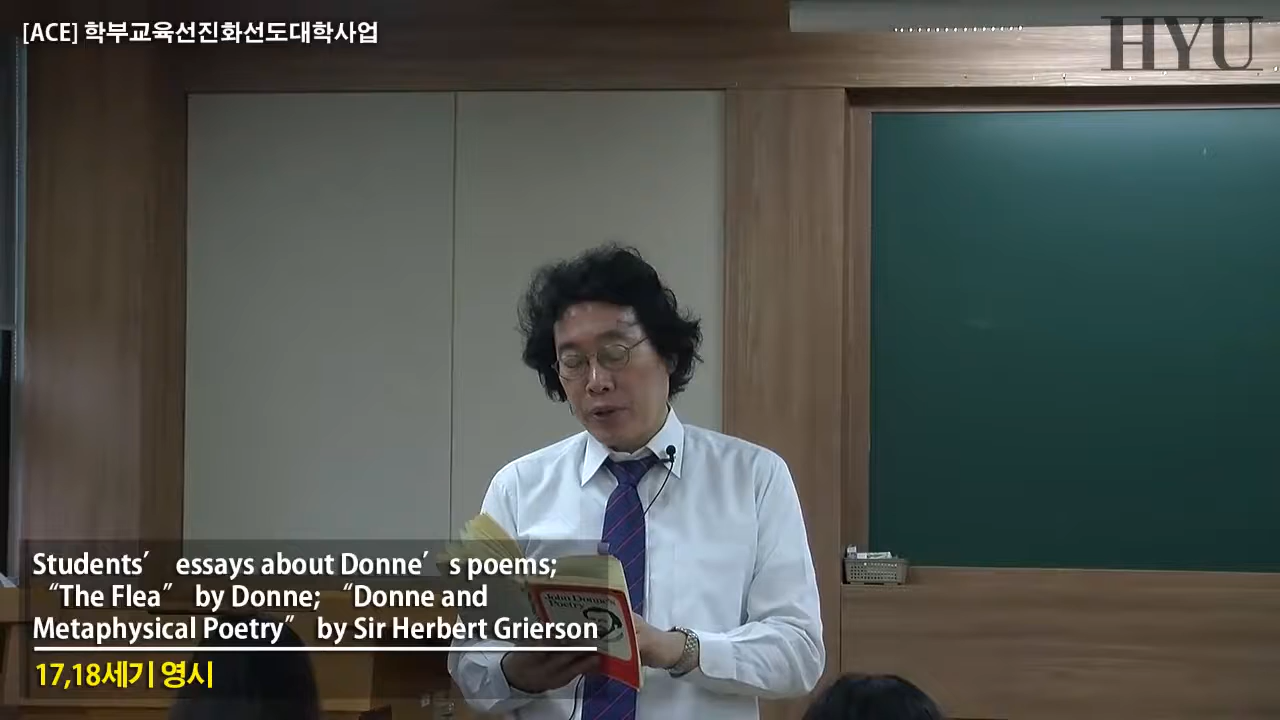 [ACE] 학부교육선진화선도대학사업
HYU
John Donne's
Poetry
Students′ essays about Donne′s poems;
“The Flea” by Donne; “Donne and
Metaphysical Poetry” by Sir Herbert Grierson
17,18세기 영시